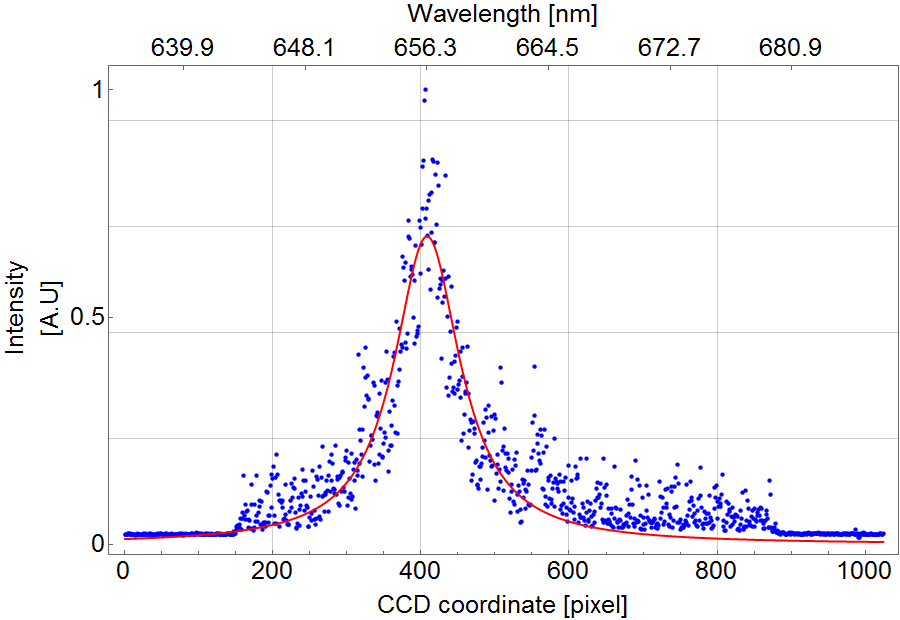 Wavelength [nm]
639.9 648.1 656.3 664.5 672.7 680.9
1
Intensity
[A.U]
0.5
0
0 200 400 600 800 1000
CCD coordinate [pixel]